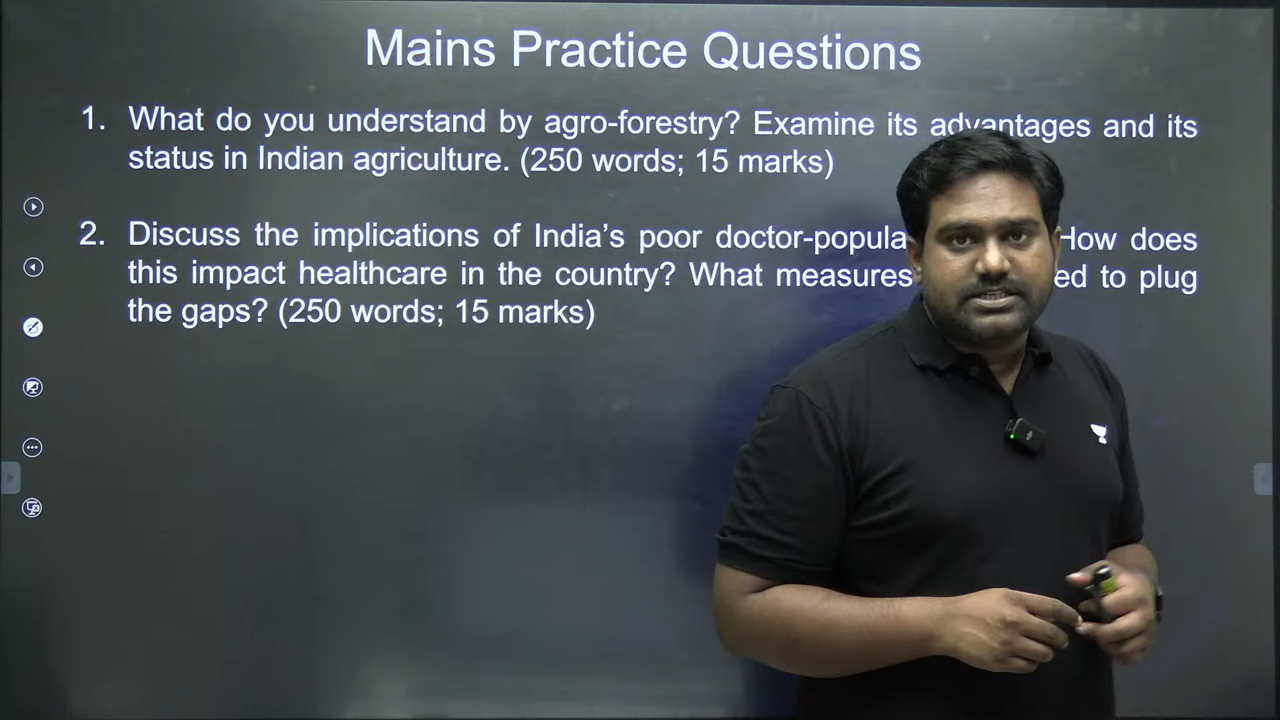 Mains Practice Questions
1. What do you understand by agro-forestry? Examine its advantages and its
status in Indian agriculture. (250 words; 15 marks)
2. Discuss the implications of India's poor doctor-popula How does
this impact healthcare in the country? What measures ed to plug
the gaps? (250 words; 15 marks)